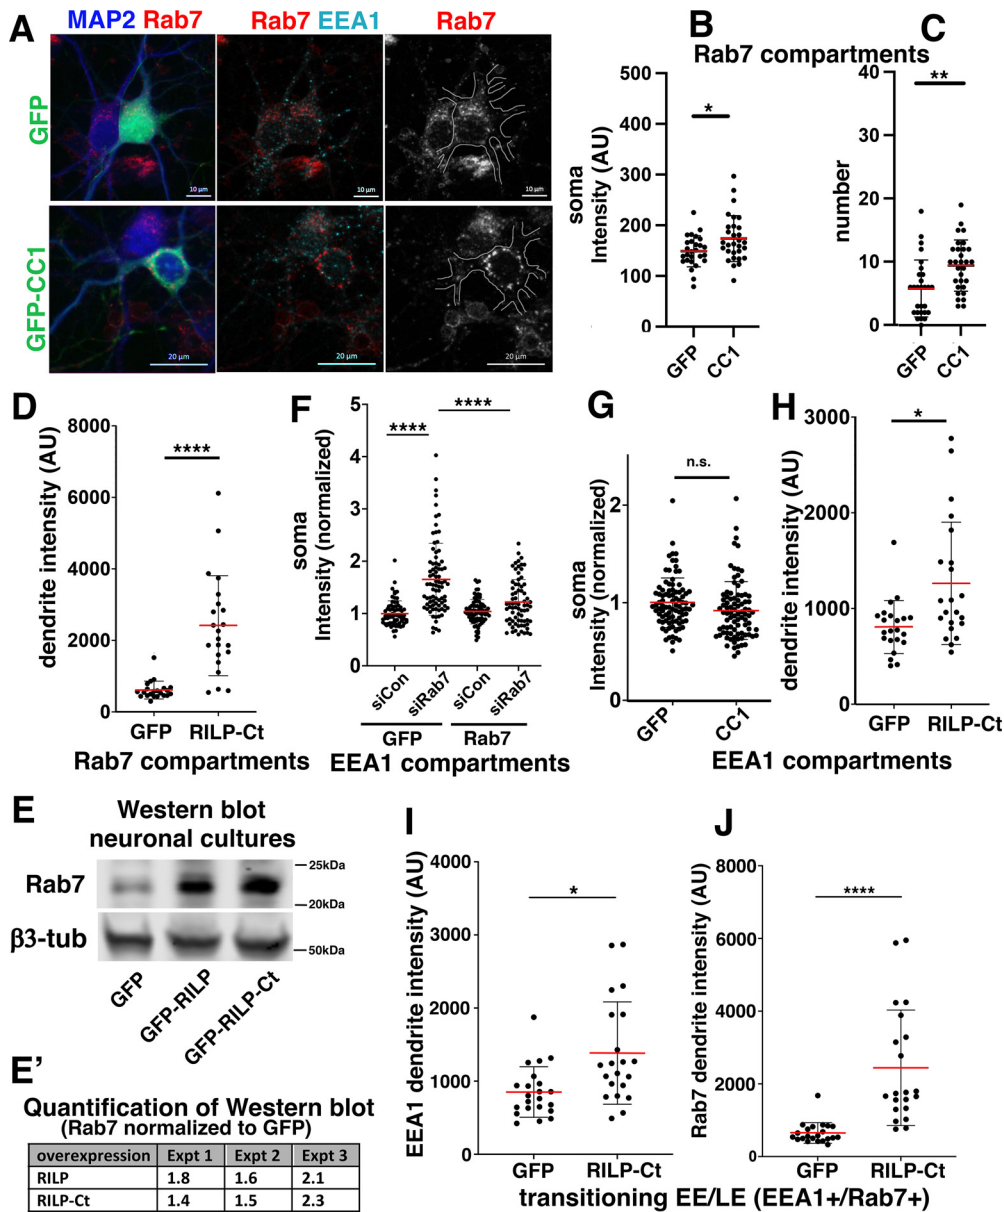 A
MAP2 Rab7
Rab7 EEA1
Rab7
GFP
10 µm
10 µm
10 µm
GFP-CC1
20 µm
20 µm
20 µm
B
C
Rab7 compartments
soma
Intensity (AU)
500
400
300
200
100
0
*
GFP
CC1
number
40
30
20
10
0
**
GFP
CC1
D
dendrite intensity (AU)
8000
6000
4000
2000
0
****
GFP
RILP-Ct
Rab7 compartments
F
soma
Intensity (normalized)
5
4
3
2
1
0
****
****
siCon
siRab7
siCon
siRab7
GFP
Rab7
EEA1 compartments
G
soma
Intensity (normalized)
2
1
0
n.s.
GFP
CC1
H
dendrite intensity (AU)
3000
2000
1000
0
*
GFP
RILP-Ct
EEA1 compartments
E
Western blot
neuronal cultures
Rab7
25kDa
20kDa
β3-tub
50kDa
GFP
GFP-RILP
GFP-RILP-Ct
E'
Quantification of Western blot
(Rab7 normalized to GFP)
overexpression Expt 1 Expt 2 Expt 3
RILP 1.8 1.6 2.1
RILP-Ct 1.4 1.5 2.3
I
EEA1 dendrite intensity (AU)
4000
3000
2000
1000
0
*
GFP
RILP-Ct
J
Rab7 dendrite intensity (AU)
8000
6000
4000
2000
0
****
GFP
RILP-Ct
transitioning EE/LE (EEA1+/Rab7+)